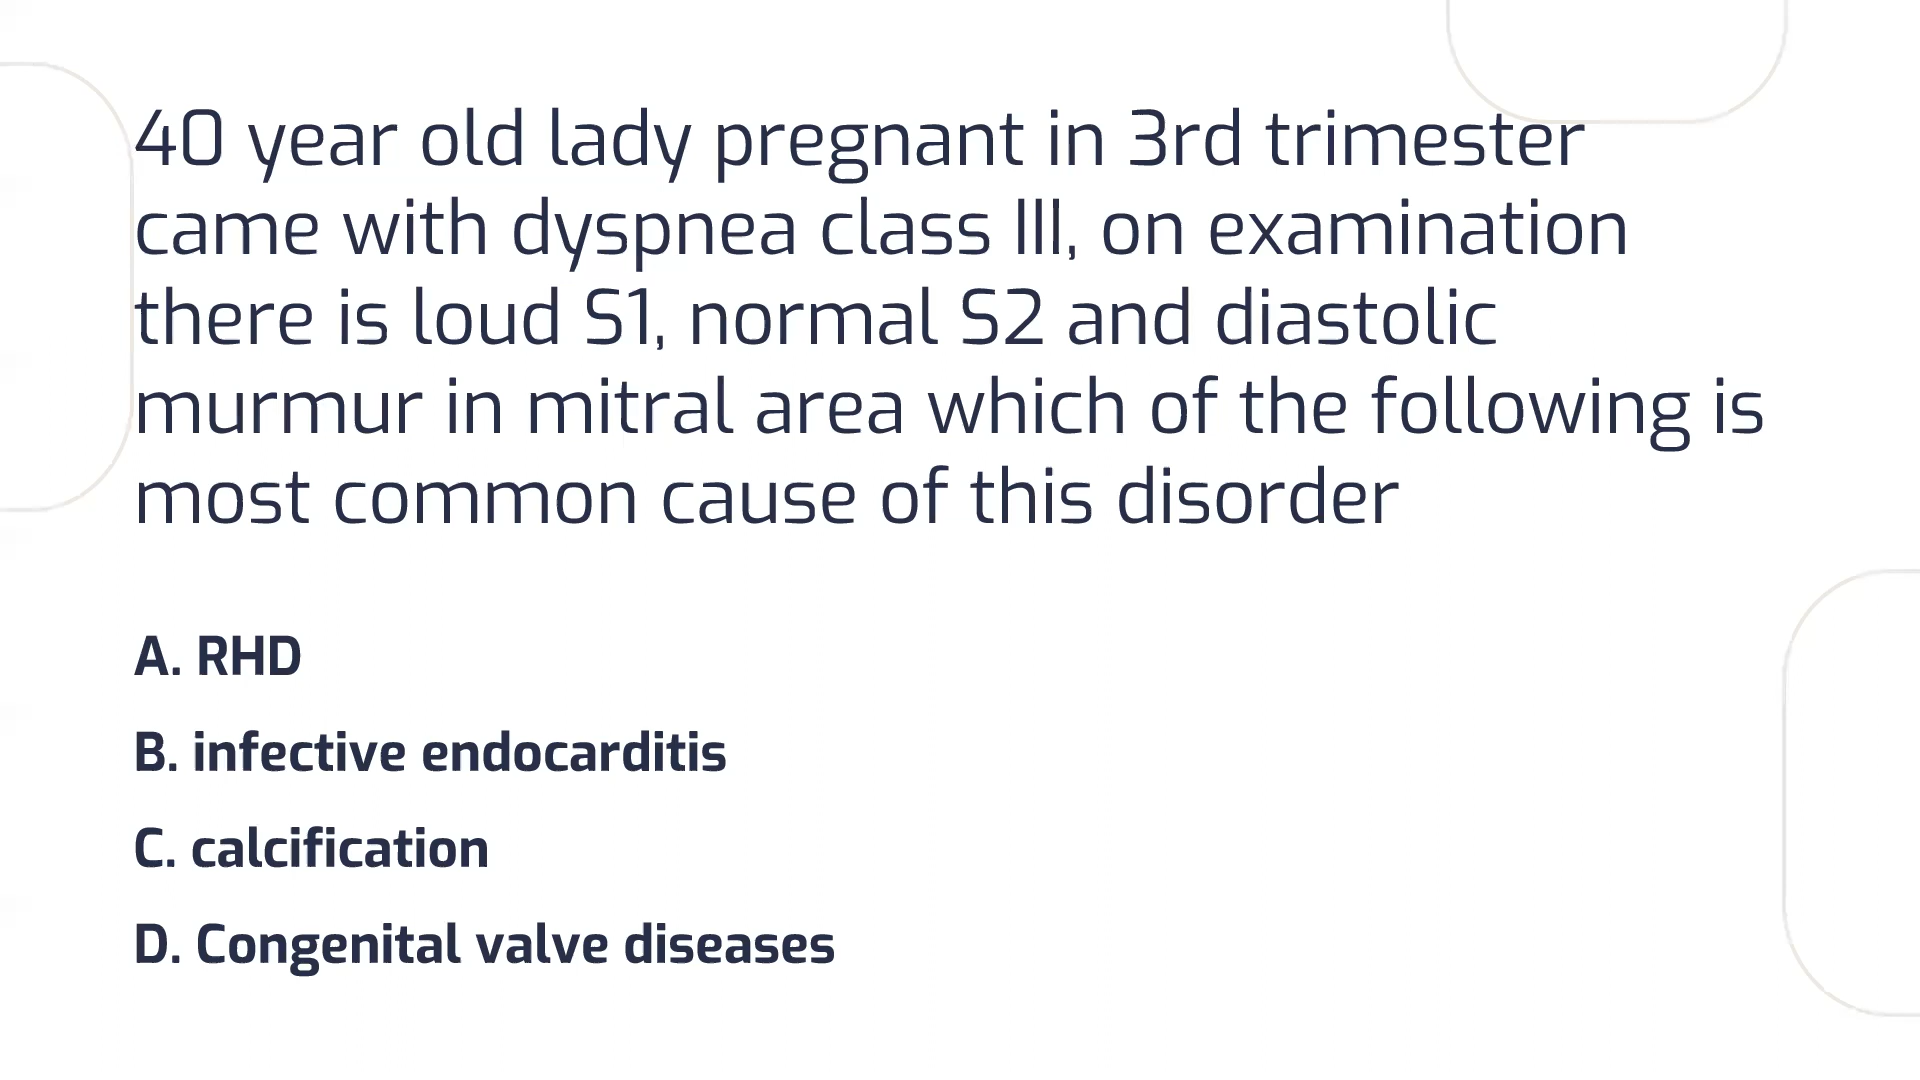 40 year old lady pregnant in 3rd trimester
came with dyspnea class III, on examination
there is loud S1, normal S2 and diastolic
murmur in mitral area which of the following is
most common cause of this disorder
A. RHD
B. infective endocarditis
C. calcification
D. Congenital valve diseases